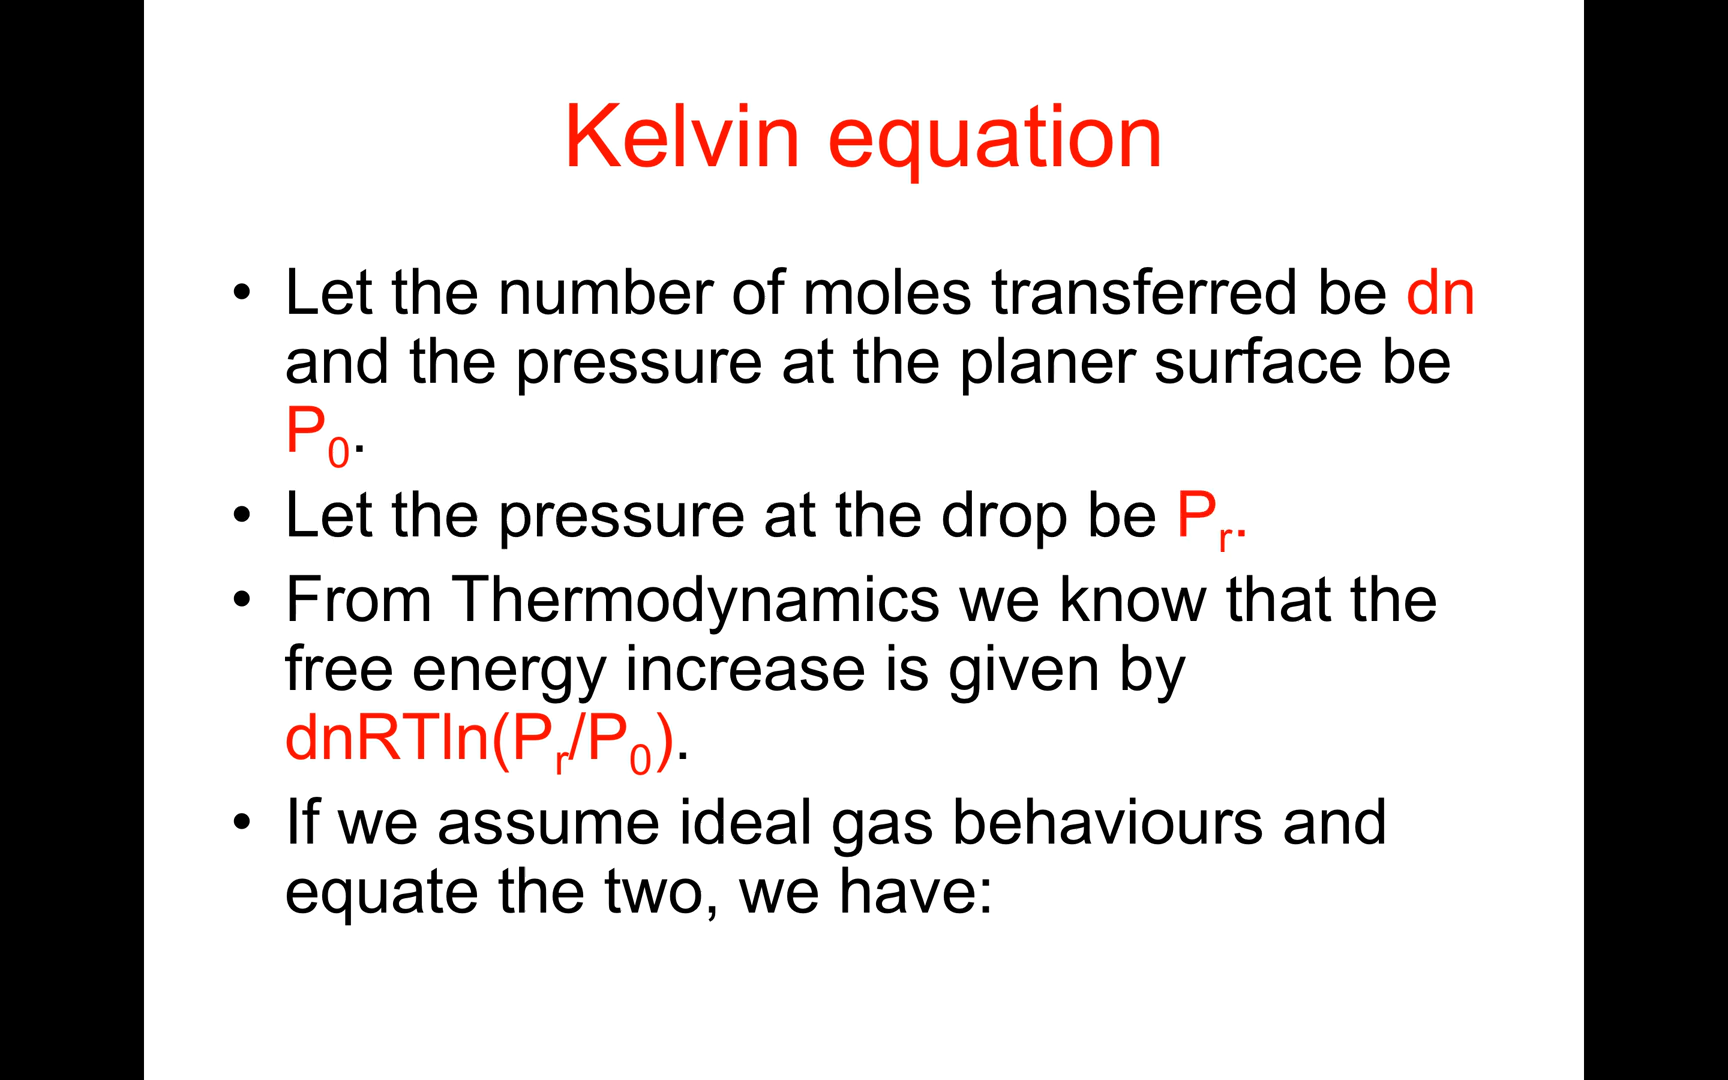 Kelvin equation
• Let the number of moles transferred be dn
and the pressure at the planer surface be
P₀.
• Let the pressure at the drop be Pᵣ.
• From Thermodynamics we know that the
free energy increase is given by
dnRTln(Pᵣ/P₀).
• If we assume ideal gas behaviours and
equate the two, we have: